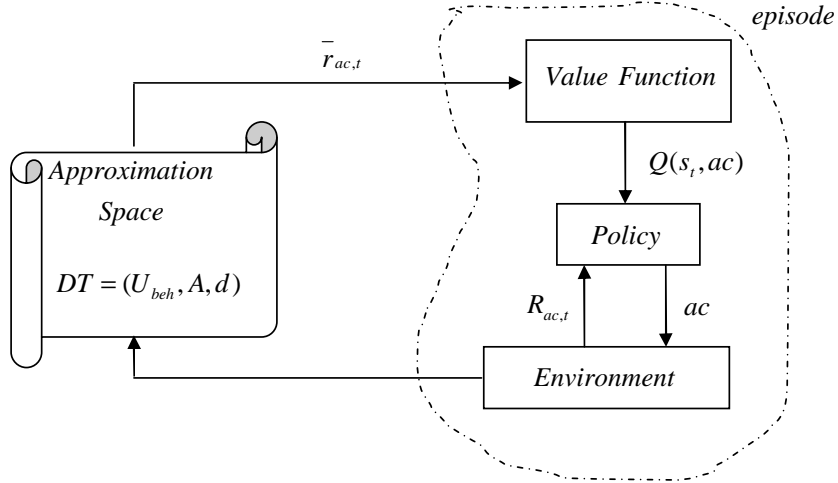 episode
r̄ac,t
Value Function
Q(st,ac)
Approximation
Space
DT = (Ubeh, A, d)
Policy
Rac,t
ac
Environment